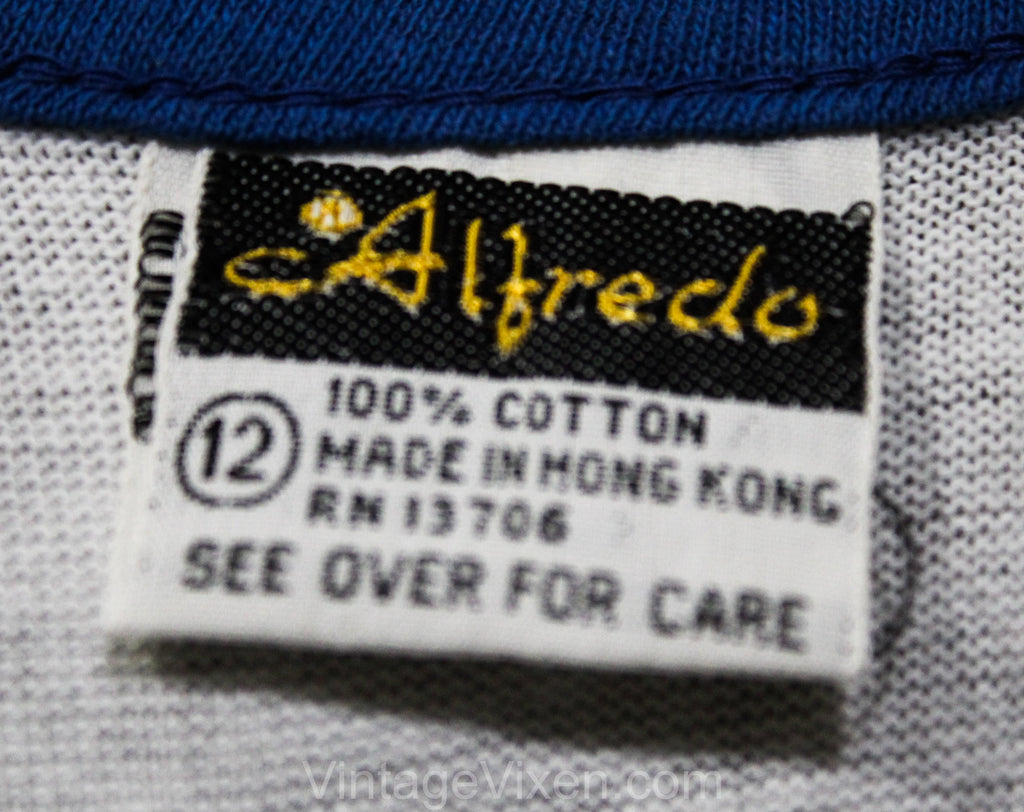 Alfredo
12
100% COTTON
MADE IN HONG KONG
RN 13706
SEE OVER FOR CARE
VintageVixen.com